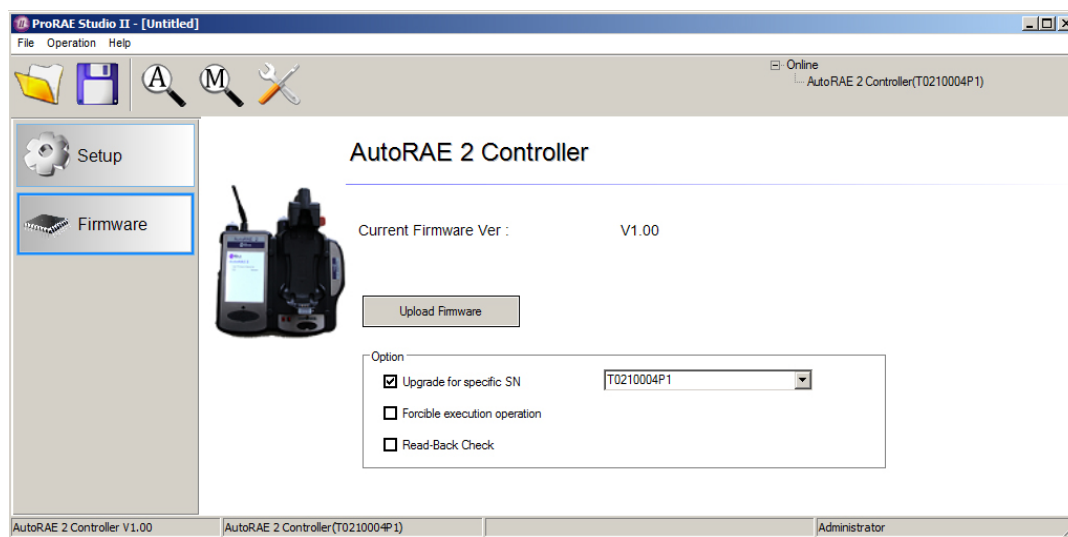 ProRAE Studio II - [Untitled]
File Operation Help
A M
Online
AutoRAE 2 Controller(T0210004P1)
Setup
Firmware
AutoRAE 2 Controller
Current Firmware Ver : V1.00
Upload Firmware
Option
Upgrade for specific SN T0210004P1
Forcible execution operation
Read-Back Check
AutoRAE 2 Controller V1.00 AutoRAE 2 Controller(T0210004P1) Administrator